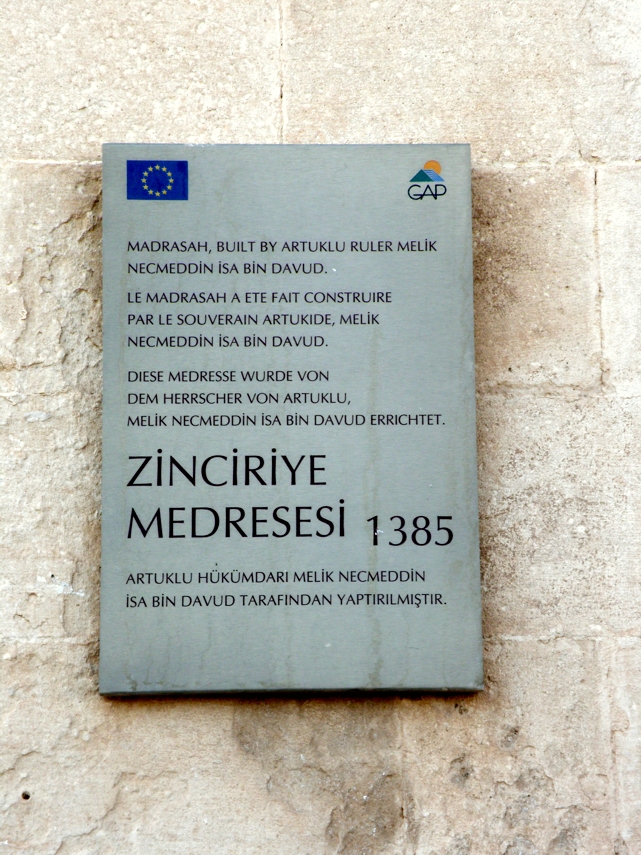 GAP
MADRASAH, BUILT BY ARTUKLU RULER MELİK
NECMEDDİN İSA BİN DAVUD.
LE MADRASAH A ETE FAIT CONSTRUIRE
PAR LE SOUVERAIN ARTUKIDE, MELİK
NECMEDDİN İSA BİN DAVUD.
DIESE MEDRESSE WURDE VON
DEM HERRSCHER VON ARTUKLU,
MELİK NECMEDDİN İSA BİN DAVUD ERRICHTET.
ZİNCİRİYE
MEDRESESİ 1385
ARTUKLU HÜKÜMDARI MELİK NECMEDDİN
İSA BİN DAVUD TARAFINDAN YAPTIRILMIŞTIR.